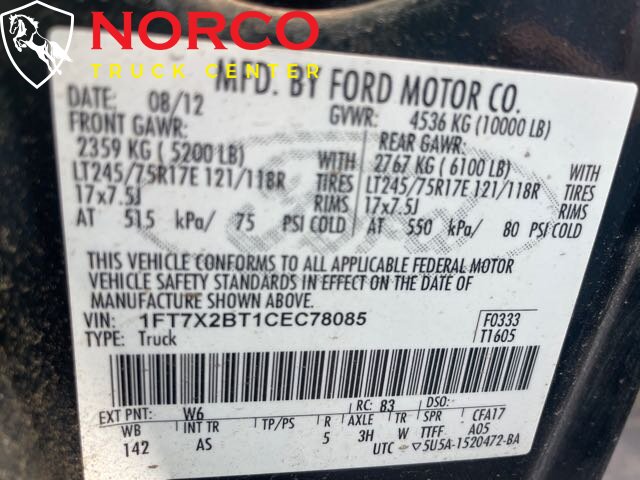 NORCO
TRUCK CENTER
MFD. BY FORD MOTOR CO.
DATE: 08/12 GVWR: 4536 KG (10000 LB)
FRONT GAWR: REAR GAWR:
2359 KG ( 5200 LB) 2767 KG ( 6100 LB)
LT245/75R17E 121/118R TIRES LT245/75R17E 121/118R TIRES
17x7.5J RIMS 17x7.5J RIMS
AT 515 kPa/ 75 PSI COLD AT 550 kPa/ 80 PSI COLD
THIS VEHICLE CONFORMS TO ALL APPLICABLE FEDERAL MOTOR
VEHICLE SAFETY STANDARDS IN EFFECT ON THE DATE OF
MANUFACTURE SHOWN ABOVE.
VIN: 1FT7X2BT1CEC78085 F0333
TYPE: Truck T1605
EXT PNT: W6 RC: 83 DSO:
WB INT TR TP/PS R AXLE TR SPR CFA17
142 AS 5 3H W TTFF A05
UTC ▽5U5A-1520472-BA